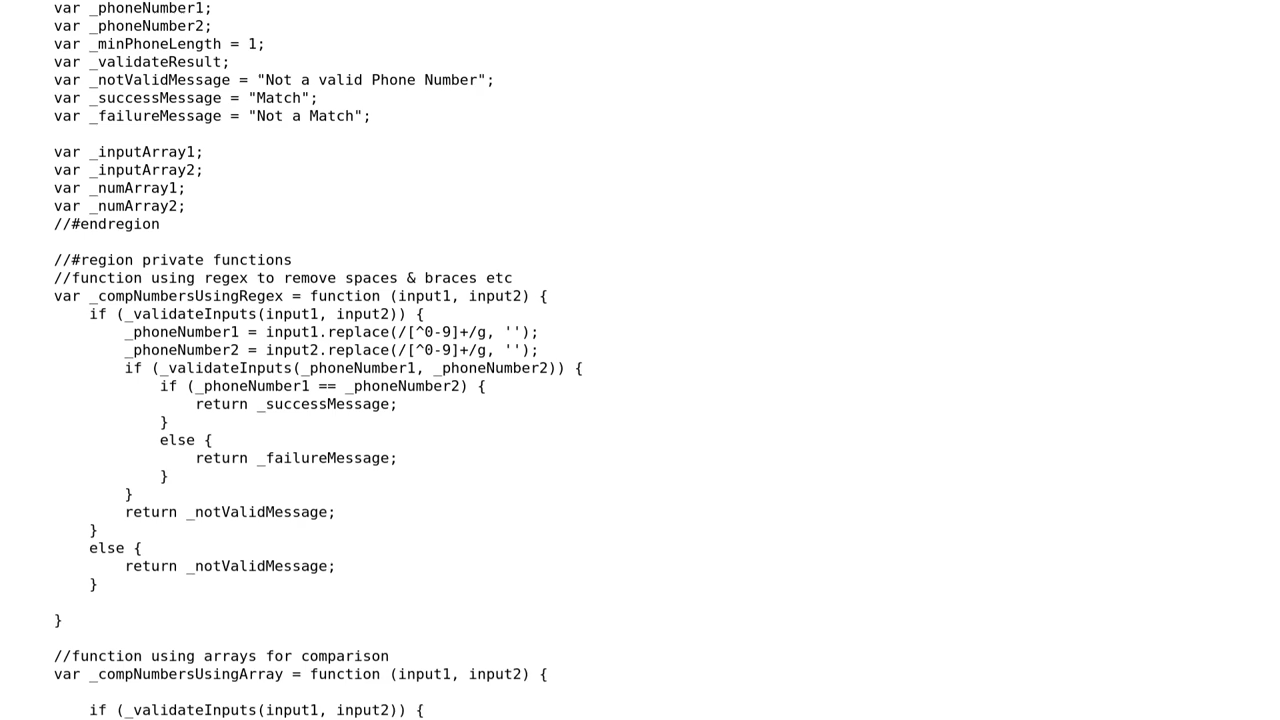 var _phoneNumber1;
var _phoneNumber2;
var _minPhoneLength = 1;
var _validateResult;
var _notValidMessage = "Not a valid Phone Number";
var _successMessage = "Match";
var _failureMessage = "Not a Match";

var _inputArray1;
var _inputArray2;
var _numArray1;
var _numArray2;
//#endregion

//#region private functions
//function using regex to remove spaces & braces etc
var _compNumbersUsingRegex = function (input1, input2) {
    if (_validateInputs(input1, input2)) {
        _phoneNumber1 = input1.replace(/[^0-9]+/g, '');
        _phoneNumber2 = input2.replace(/[^0-9]+/g, '');
        if (_validateInputs(_phoneNumber1, _phoneNumber2)) {
            if (_phoneNumber1 == _phoneNumber2) {
                return _successMessage;
            }
            else {
                return _failureMessage;
            }
        }
        return _notValidMessage;
    }
    else {
        return _notValidMessage;
    }

}

//function using arrays for comparison
var _compNumbersUsingArray = function (input1, input2) {

    if (_validateInputs(input1, input2)) {